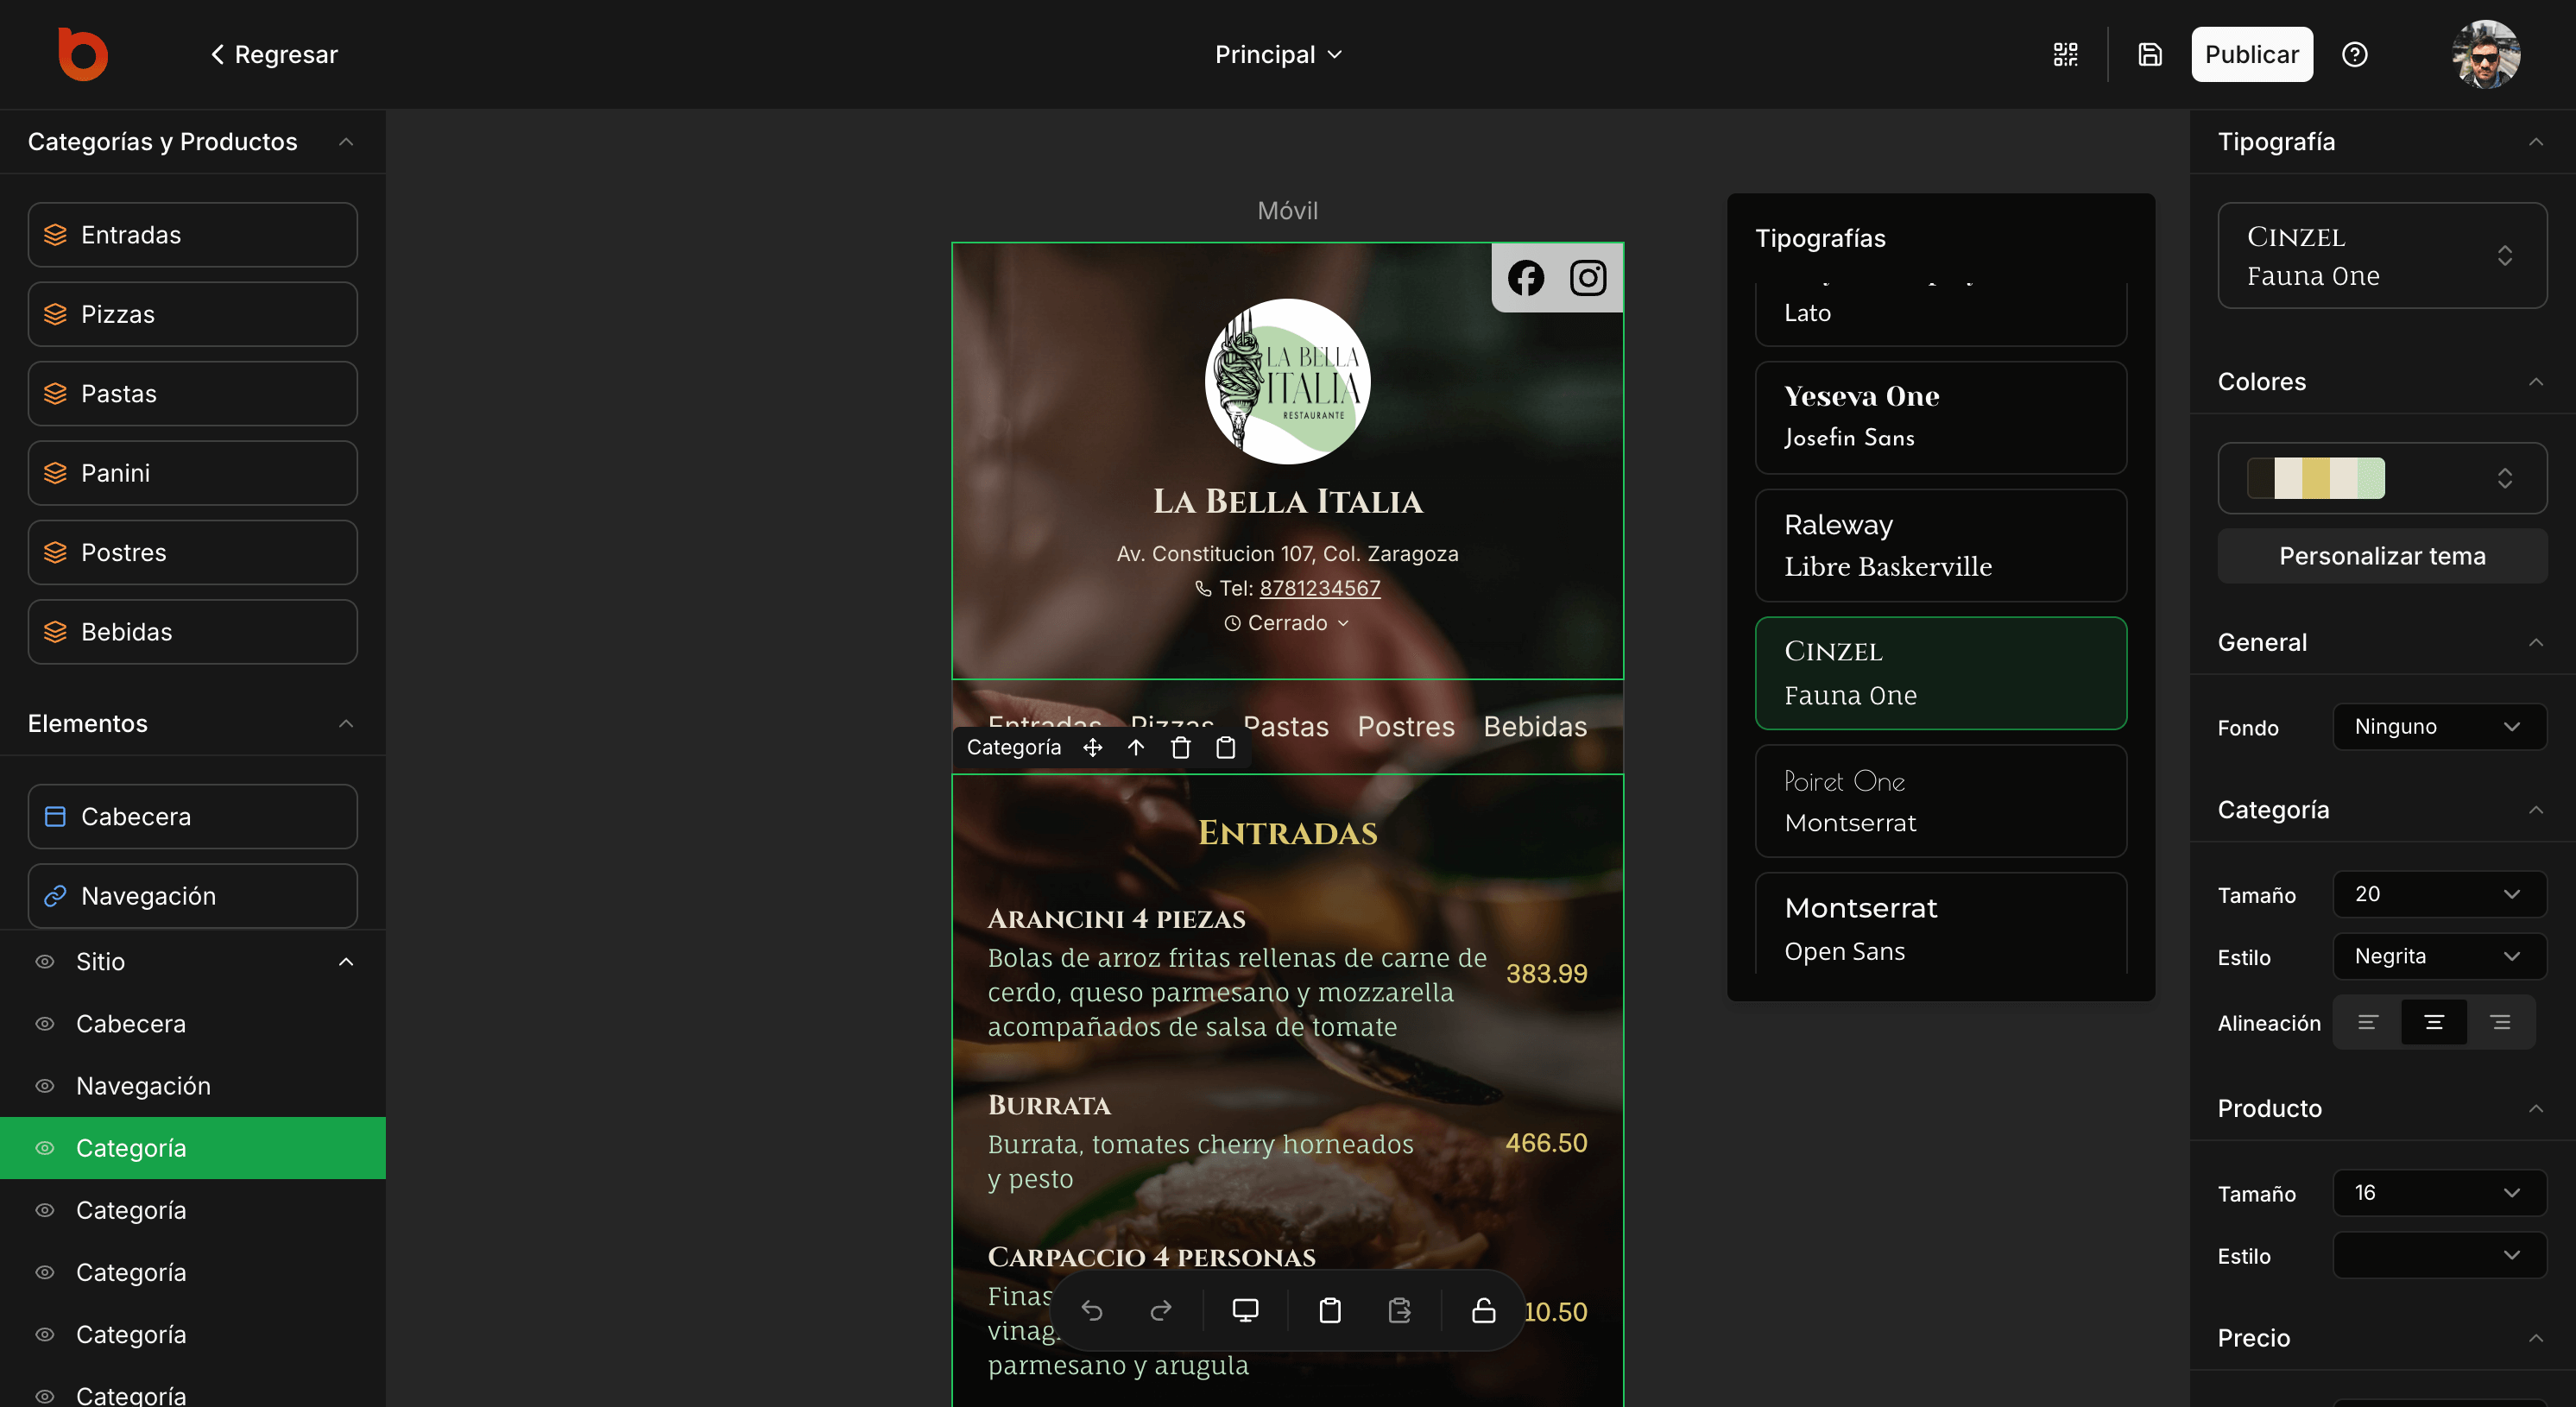 Regresar
Principal
Publicar
Categorías y Productos
Entradas
Pizzas
Pastas
Panini
Postres
Bebidas
Elementos
Cabecera
Navegación
Sitio
Cabecera
Navegación
Categoría
Categoría
Categoría
Categoría
Categoría
Móvil
LA BELLA
ITALIA
RESTAURANTE
La Bella Italia
Av. Constitucion 107, Col. Zaragoza
Tel: 8781234567
Cerrado
Entradas Pizzas Pastas Postres Bebidas
Categoría
Entradas
Arancini 4 piezas
Bolas de arroz fritas rellenas de carne de
cerdo, queso parmesano y mozzarella
acompañados de salsa de tomate
383.99
Burrata
Burrata, tomates cherry horneados
y pesto
466.50
Carpaccio 4 personas
Finas
parmesano y arugula
10.50
Tipografías
Lato
Yeseva One
Josefin Sans
Raleway
Libre Baskerville
Cinzel
Fauna One
Poiret One
Montserrat
Montserrat
Open Sans
Tipografía
Cinzel
Fauna One
Colores
Personalizar tema
General
Fondo
Ninguno
Categoría
Tamaño
20
Estilo
Negrita
Alineación
Producto
Tamaño
16
Estilo
Precio